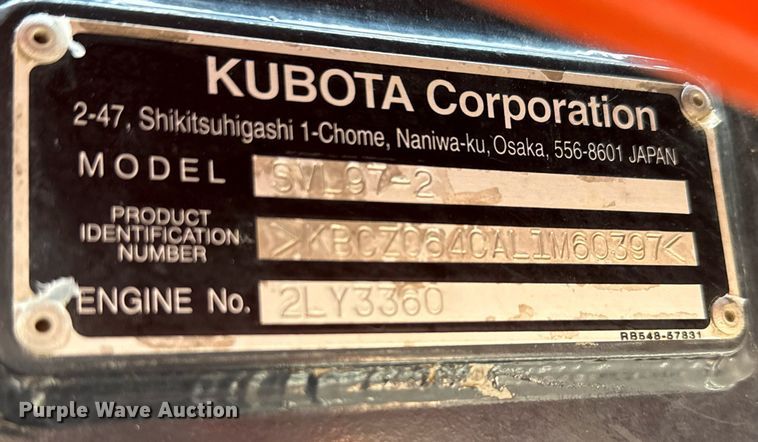 KUBOTA Corporation
2-47, Shikitsuhigashi 1-Chome, Naniwa-ku, Osaka, 556-8601 JAPAN
MODEL SVL97-2
PRODUCT
IDENTIFICATION
NUMBER
>KBCZ064CAL1M60397<
ENGINE No. 2LY3360
RB548-57831
Purple Wave Auction